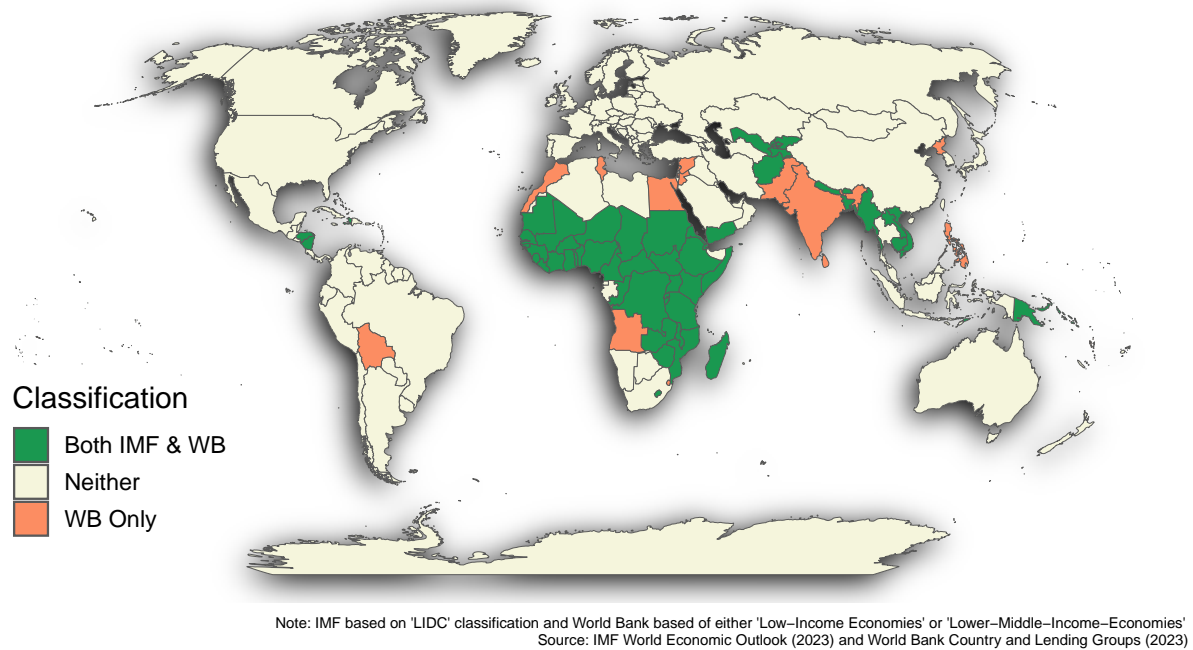 Classification
Both IMF & WB
Neither
WB Only
Note: IMF based on 'LIDC' classification and World Bank based of either 'Low−Income Economies' or 'Lower−Middle−Income−Economies'
Source: IMF World Economic Outlook (2023) and World Bank Country and Lending Groups (2023)